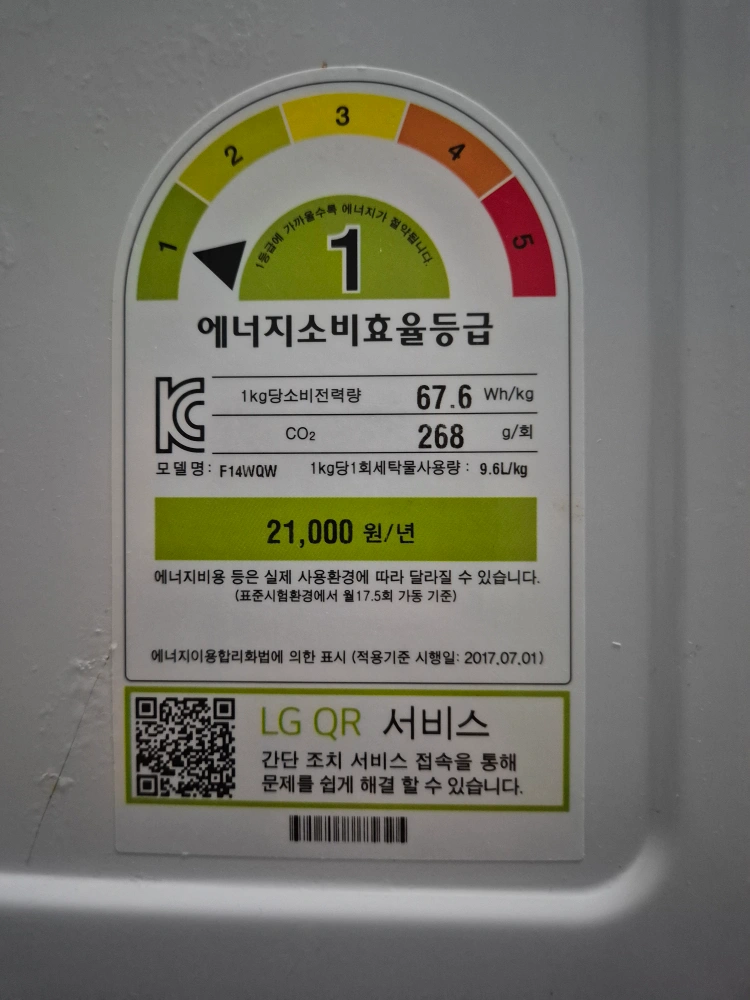 1
2
3
4
5
1등급에 가까울수록 에너지가 절약됩니다.
1
에너지소비효율등급
1kg당소비전력량 67.6 Wh/kg
CO₂ 268 g/회
모델명: F14WQW 1kg당1회세탁물사용량 : 9.6L/kg
21,000 원/년
에너지비용 등은 실제 사용환경에 따라 달라질 수 있습니다.
(표준시험환경에서 월17.5회 가동 기준)
에너지이용합리화법에 의한 표시 (적용기준 시행일: 2017.07.01)
LG QR 서비스
간단 조치 서비스 접속을 통해
문제를 쉽게 해결 할 수 있습니다.